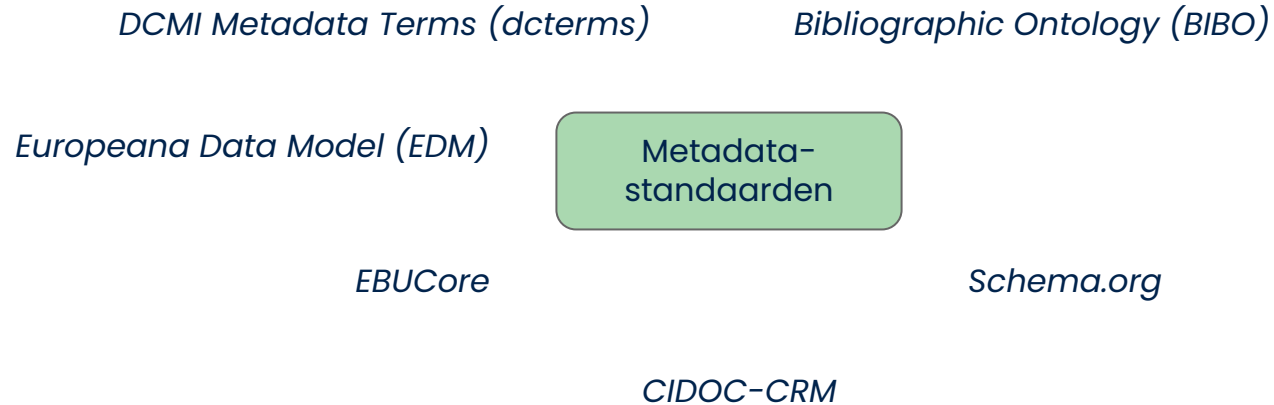 DCMI Metadata Terms (dcterms)
Bibliographic Ontology (BIBO)
Europeana Data Model (EDM)
Metadata-
standaarden
EBUCore
Schema.org
CIDOC-CRM